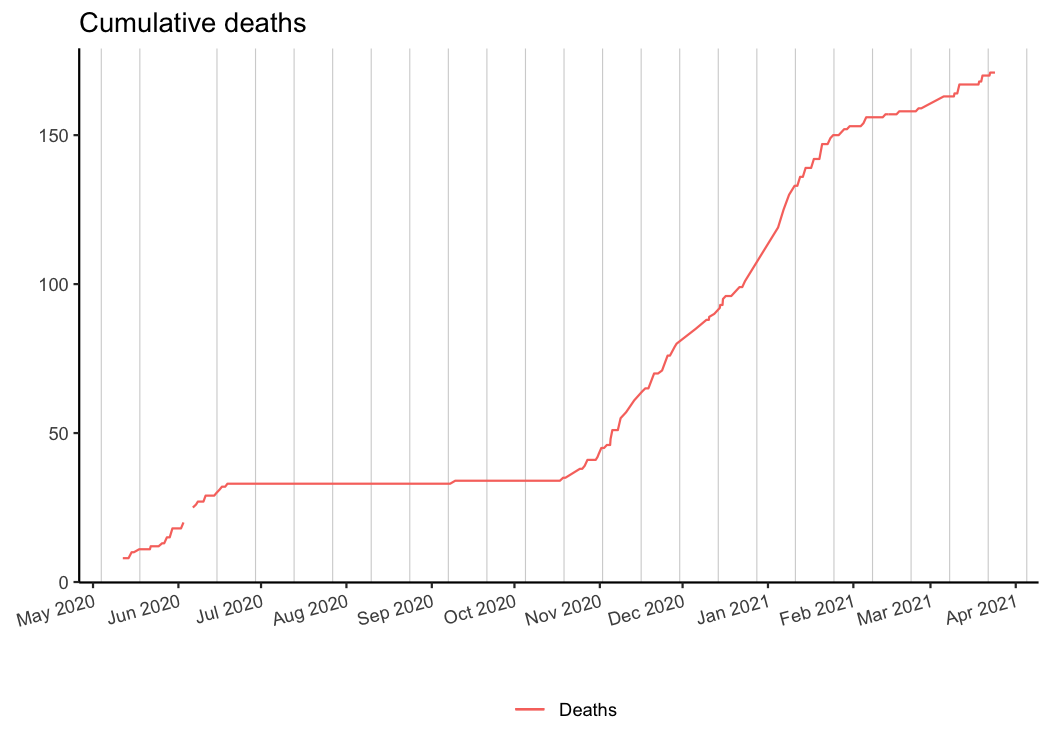 Cumulative deaths
150
100
50
0
May 2020
Jun 2020
Jul 2020
Aug 2020
Sep 2020
Oct 2020
Nov 2020
Dec 2020
Jan 2021
Feb 2021
Mar 2021
Apr 2021
Deaths